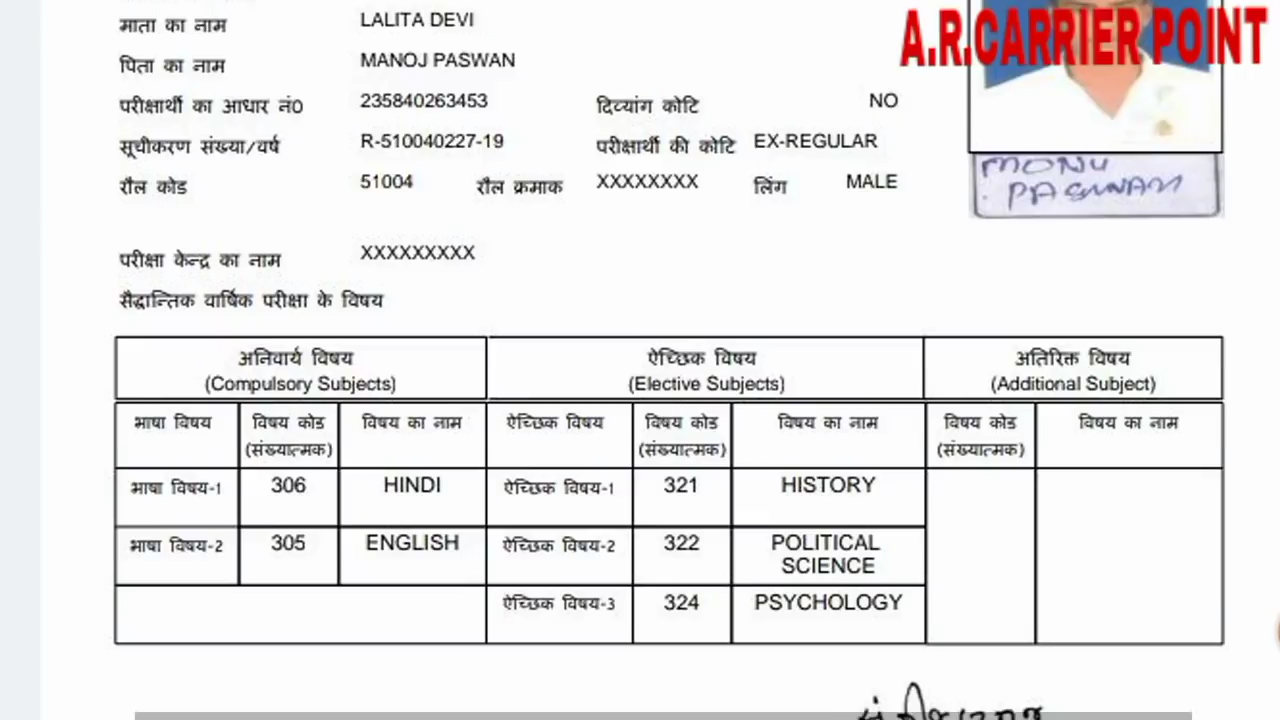 माता का नाम LALITA DEVI
A.R.CARRIER POINT
पिता का नाम MANOJ PASWAN
परीक्षार्थी का आधार नं0 235840263453 दिव्यांग कोटि NO
सूचीकरण संख्या/वर्ष R-510040227-19 परीक्षार्थी की कोटि EX-REGULAR
रौल कोड 51004 रौल क्रमाक XXXXXXXX लिंग MALE
MONU
PASWAN
परीक्षा केन्द्र का नाम XXXXXXXXX
सैद्धान्तिक वार्षिक परीक्षा के विषय
अनिवार्य विषय ऐच्छिक विषय अतिरिक्त विषय
(Compulsory Subjects) (Elective Subjects) (Additional Subject)
भाषा विषय विषय कोड विषय का नाम ऐच्छिक विषय विषय कोड विषय का नाम विषय कोड विषय का नाम
(संख्यात्मक) (संख्यात्मक) (संख्यात्मक)
भाषा विषय-1 306 HINDI ऐच्छिक विषय-1 321 HISTORY
भाषा विषय-2 305 ENGLISH ऐच्छिक विषय-2 322 POLITICAL
SCIENCE
ऐच्छिक विषय-3 324 PSYCHOLOGY